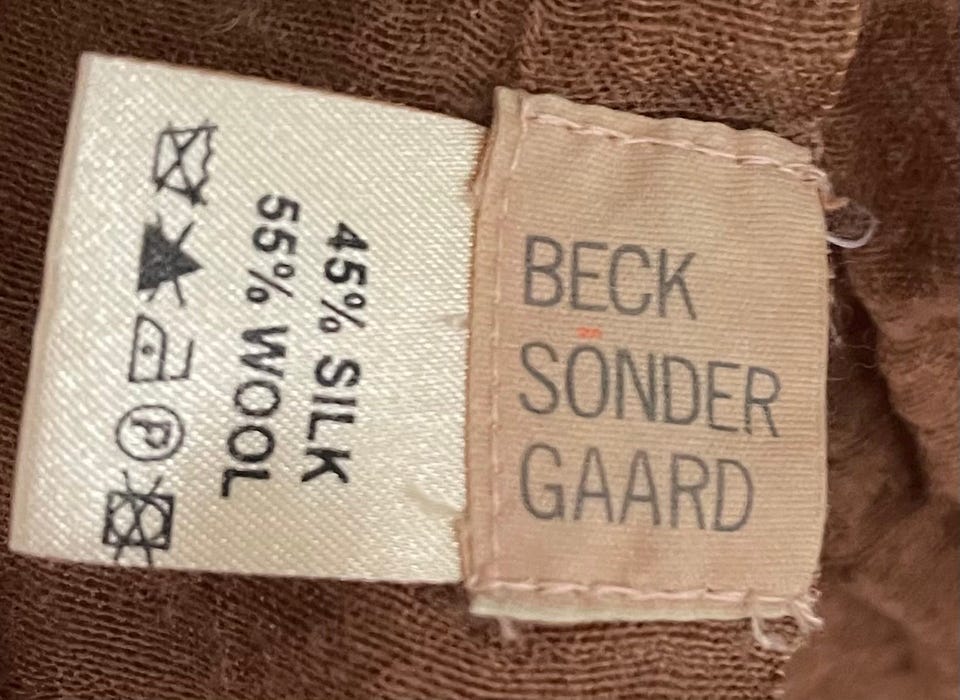 BECK
SÖNDER
GAARD
45% SILK
55% WOOL
P